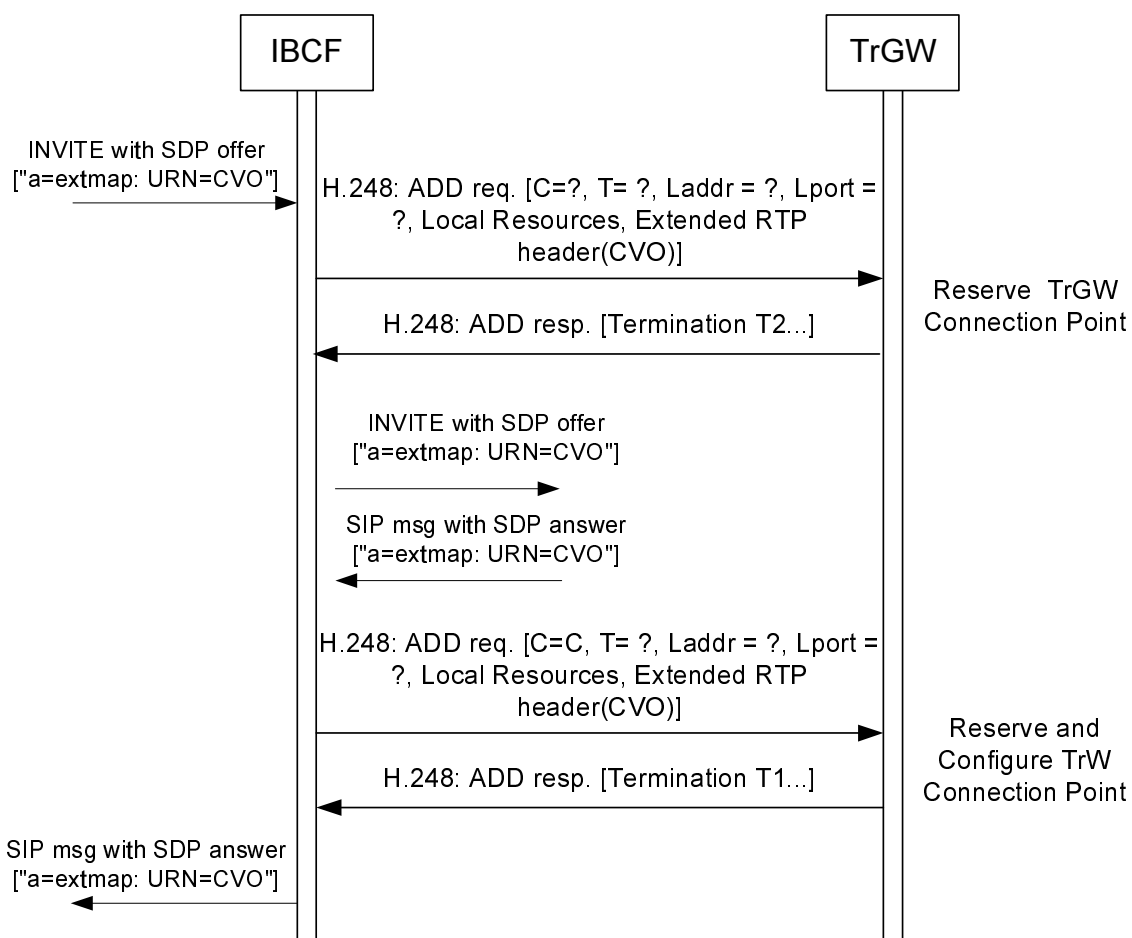 IBCF
TrGW
INVITE with SDP offer
["a=extmap: URN=CVO"]
H.248: ADD req. [C=?, T= ?, Laddr = ?, Lport =
?, Local Resources, Extended RTP
header(CVO)]
Reserve TrGW
Connection Point
H.248: ADD resp. [Termination T2...]
INVITE with SDP offer
["a=extmap: URN=CVO"]
SIP msg with SDP answer
["a=extmap: URN=CVO"]
H.248: ADD req. [C=C, T= ?, Laddr = ?, Lport =
?, Local Resources, Extended RTP
header(CVO)]
Reserve and
Configure TrW
Connection Point
H.248: ADD resp. [Termination T1...]
SIP msg with SDP answer
["a=extmap: URN=CVO"]